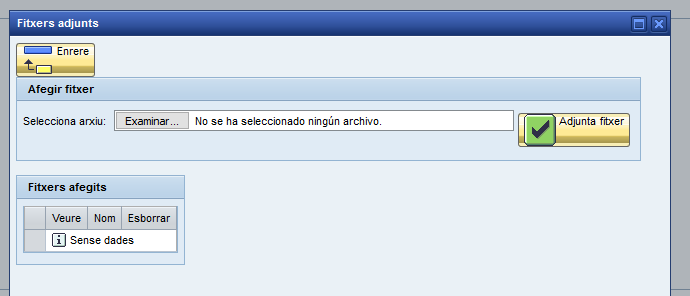 Fitxers adjunts
Enrere
Afegir fitxer
Selecciona arxiu: Examinar... No se ha seleccionado ningún archivo. Adjunta fitxer
Fitxers afegits
Veure Nom Esborrar
Sense dades